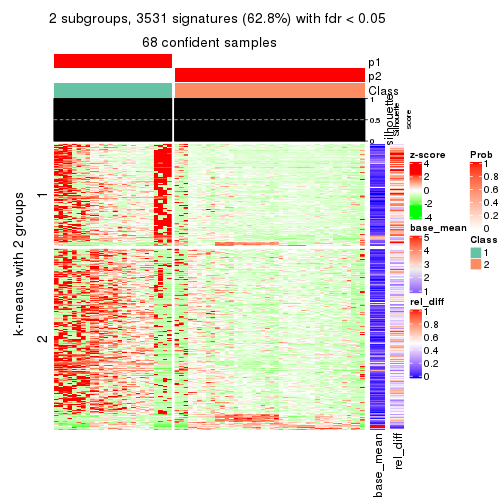 2 subgroups, 3531 signatures (62.8%) with fdr < 0.05
68 confident samples
p1
p2
Class
1
0.5
0
silhouette
Silhouette
score
k-means with 2 groups
1
2
base_mean
rel_diff
z-score
4
2
0
-2
-4
base_mean
5
4
3
2
1
rel_diff
1
0.8
0.6
0.4
0.2
0
Prob
1
0.8
0.6
0.4
0.2
0
Class
1
2